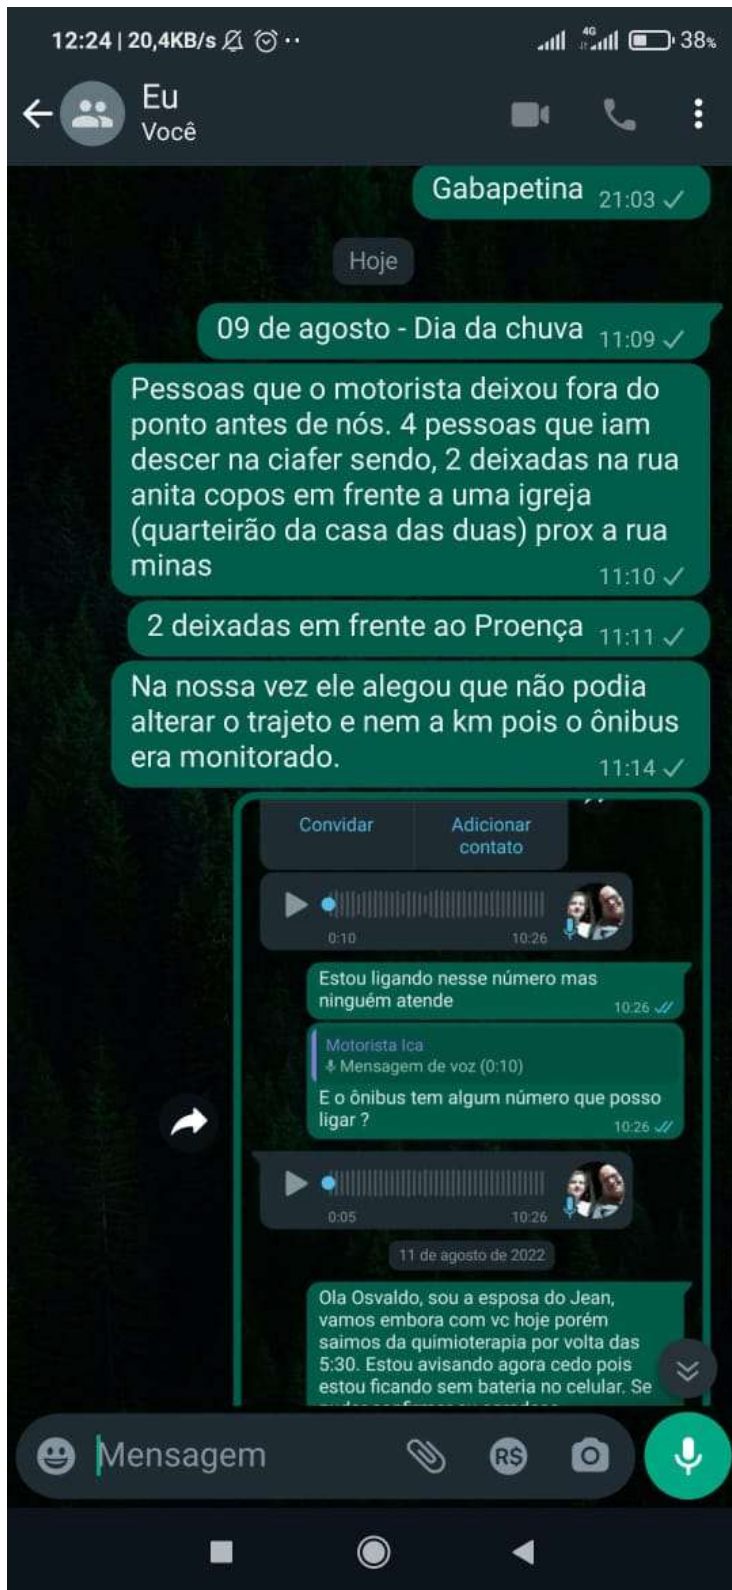 12:24 | 20,4KB/s
4G
38%
Eu
Você
Gabapetina 21:03
Hoje
09 de agosto - Dia da chuva 11:09
Pessoas que o motorista deixou fora do
ponto antes de nós. 4 pessoas que iam
descer na ciafer sendo, 2 deixadas na rua
anita copos em frente a uma igreja
(quarteirão da casa das duas) prox a rua
minas
11:10
2 deixadas em frente ao Proença 11:11
Na nossa vez ele alegou que não podia
alterar o trajeto e nem a km pois o ônibus
era monitorado.
11:14
Convidar
Adicionar
contato
0:10 10:26
Estou ligando nesse número mas
ninguém atende
10:26
Motorista Ica
Mensagem de voz (0:10)
E o ônibus tem algum número que posso
ligar ?
10:26
0:05 10:26
11 de agosto de 2022
Ola Osvaldo, sou a esposa do Jean,
vamos embora com vc hoje porém
saimos da quimioterapia por volta das
5:30. Estou avisando agora cedo pois
estou ficando sem bateria no celular. Se
Mensagem
R$